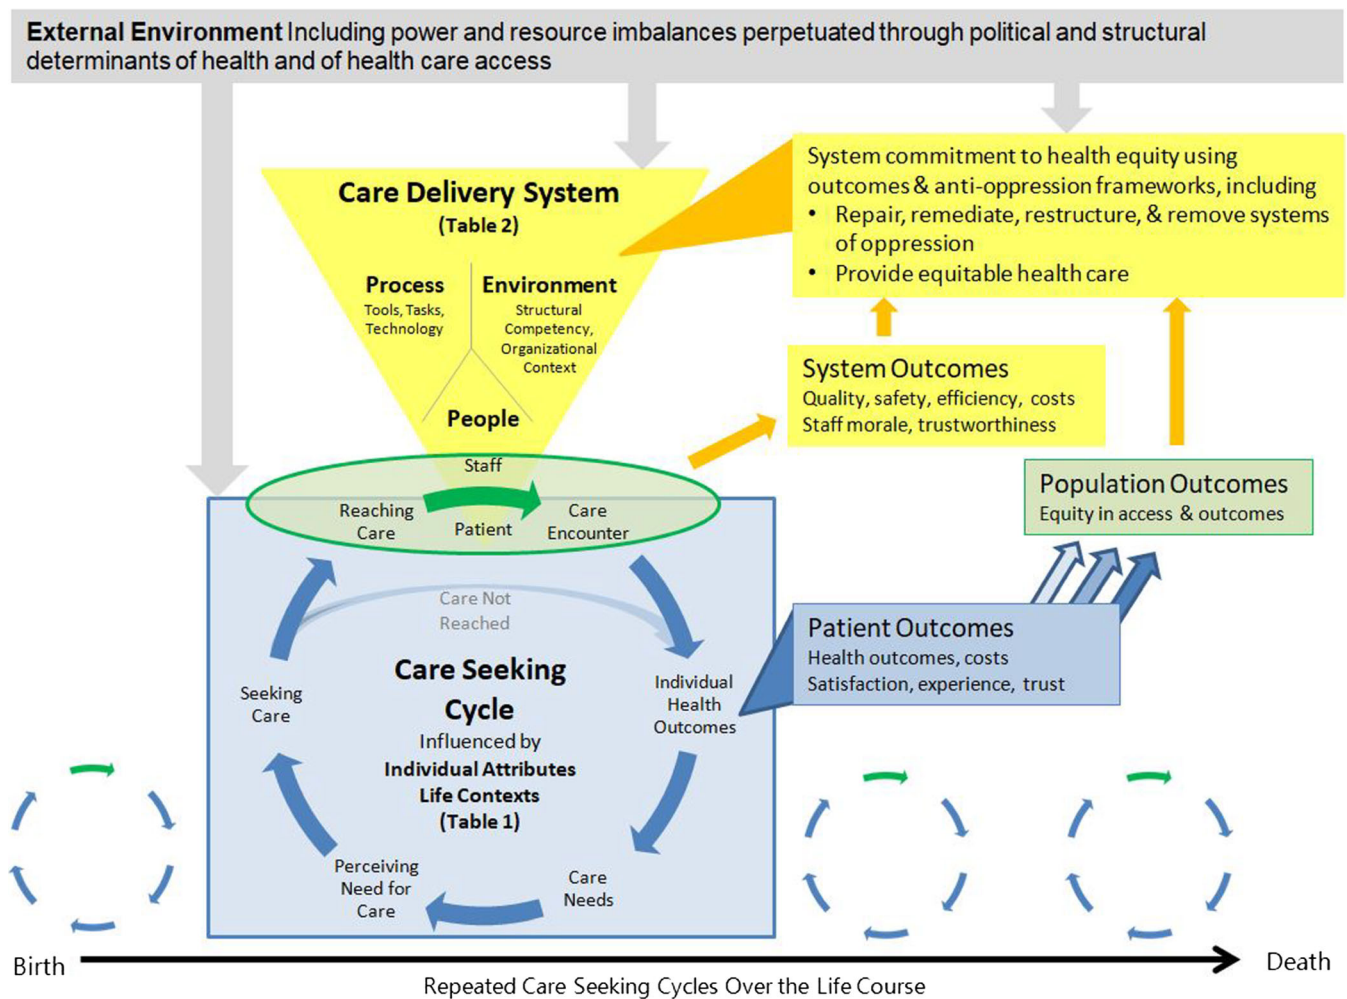 External Environment Including power and resource imbalances perpetuated through political and structural
determinants of health and of health care access
Care Delivery System
(Table 2)
Process
Tools, Tasks,
Technology
Environment
Structural
Competency,
Organizational
Context
People
Staff
Reaching
Care
Patient
Care
Encounter
System commitment to health equity using
outcomes & anti-oppression frameworks, including
• Repair, remediate, restructure, & remove systems
of oppression
• Provide equitable health care
System Outcomes
Quality, safety, efficiency, costs
Staff morale, trustworthiness
Population Outcomes
Equity in access & outcomes
Patient Outcomes
Health outcomes, costs
Satisfaction, experience, trust
Care Not
Reached
Care Seeking
Cycle
Influenced by
Individual Attributes
Life Contexts
(Table 1)
Seeking
Care
Individual
Health
Outcomes
Perceiving
Need for
Care
Care
Needs
Birth
Death
Repeated Care Seeking Cycles Over the Life Course